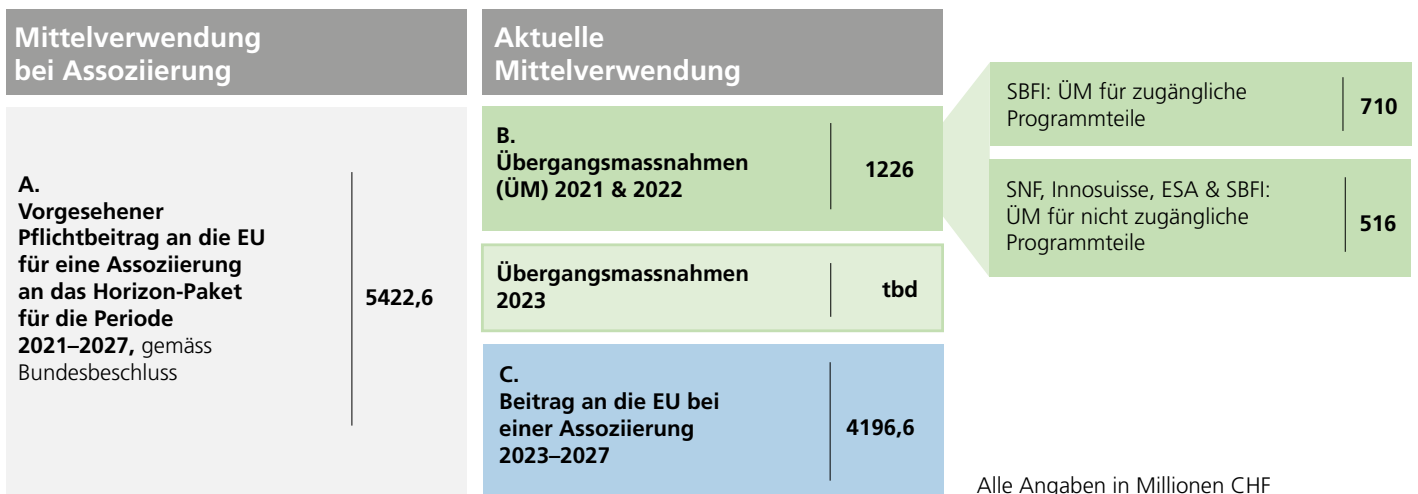 Mittelverwendung
bei Assoziierung
A.
Vorgesehener
Pflichtbeitrag an die EU
für eine Assoziierung
an das Horizon-Paket
für die Periode
2021–2027, gemäss
Bundesbeschluss
5422,6
Aktuelle
Mittelverwendung
B.
Übergangsmassnahmen
(ÜM) 2021 & 2022
1226
Übergangsmassnahmen
2023
tbd
C.
Beitrag an die EU bei
einer Assoziierung
2023–2027
4196,6
SBFI: ÜM für zugängliche
Programmteile
710
SNF, Innosuisse, ESA & SBFI:
ÜM für nicht zugängliche
Programmteile
516
Alle Angaben in Millionen CHF